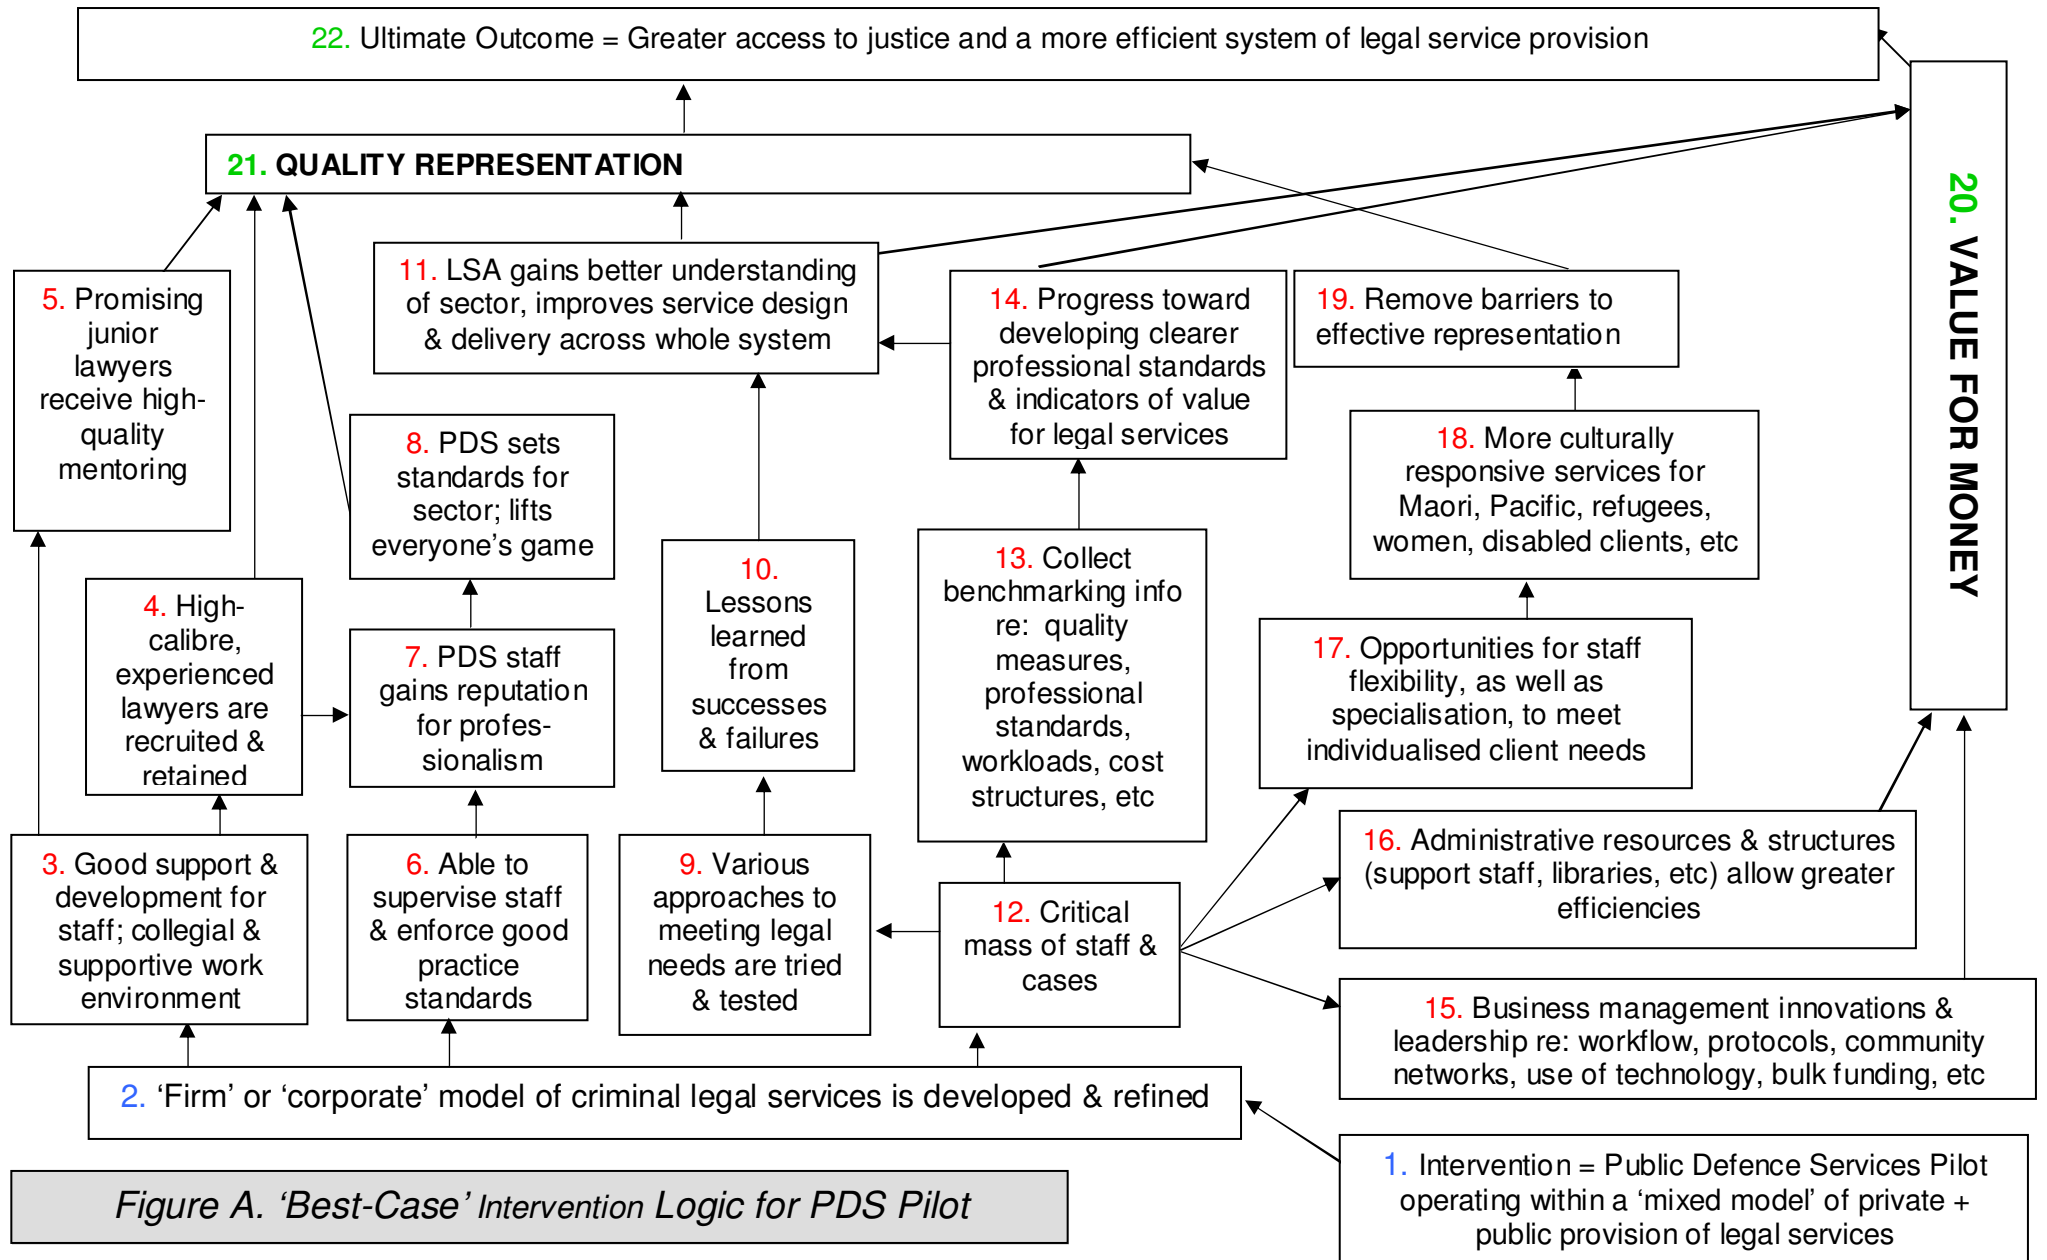 22. Ultimate Outcome = Greater access to justice and a more efficient system of legal service provision
21. QUALITY REPRESENTATION
20. VALUE FOR MONEY
5. Promising
junior
lawyers
receive high-
quality
mentoring
11. LSA gains better understanding
of sector, improves service design
& delivery across whole system
14. Progress toward
developing clearer
professional standards
& indicators of value
for legal services
19. Remove barriers to
effective representation
8. PDS sets
standards for
sector; lifts
everyone’s game
18. More culturally
responsive services for
Maori, Pacific, refugees,
women, disabled clients, etc
4. High-
calibre,
experienced
lawyers are
recruited &
retained
7. PDS staff
gains reputation
for profes-
sionalism
10.
Lessons
learned
from
successes
& failures
13. Collect
benchmarking info
re: quality
measures,
professional
standards,
workloads, cost
structures, etc
17. Opportunities for staff
flexibility, as well as
specialisation, to meet
individualised client needs
16. Administrative resources & structures
(support staff, libraries, etc) allow greater
efficiencies
3. Good support &
development for
staff; collegial &
supportive work
environment
6. Able to
supervise staff
& enforce good
practice
standards
9. Various
approaches to
meeting legal
needs are tried
& tested
12. Critical
mass of staff &
cases
15. Business management innovations &
leadership re: workflow, protocols, community
networks, use of technology, bulk funding, etc
2. ‘Firm’ or ‘corporate’ model of criminal legal services is developed & refined
1. Intervention = Public Defence Services Pilot
operating within a ‘mixed model’ of private +
public provision of legal services
Figure A. ‘Best-Case’ Intervention Logic for PDS Pilot